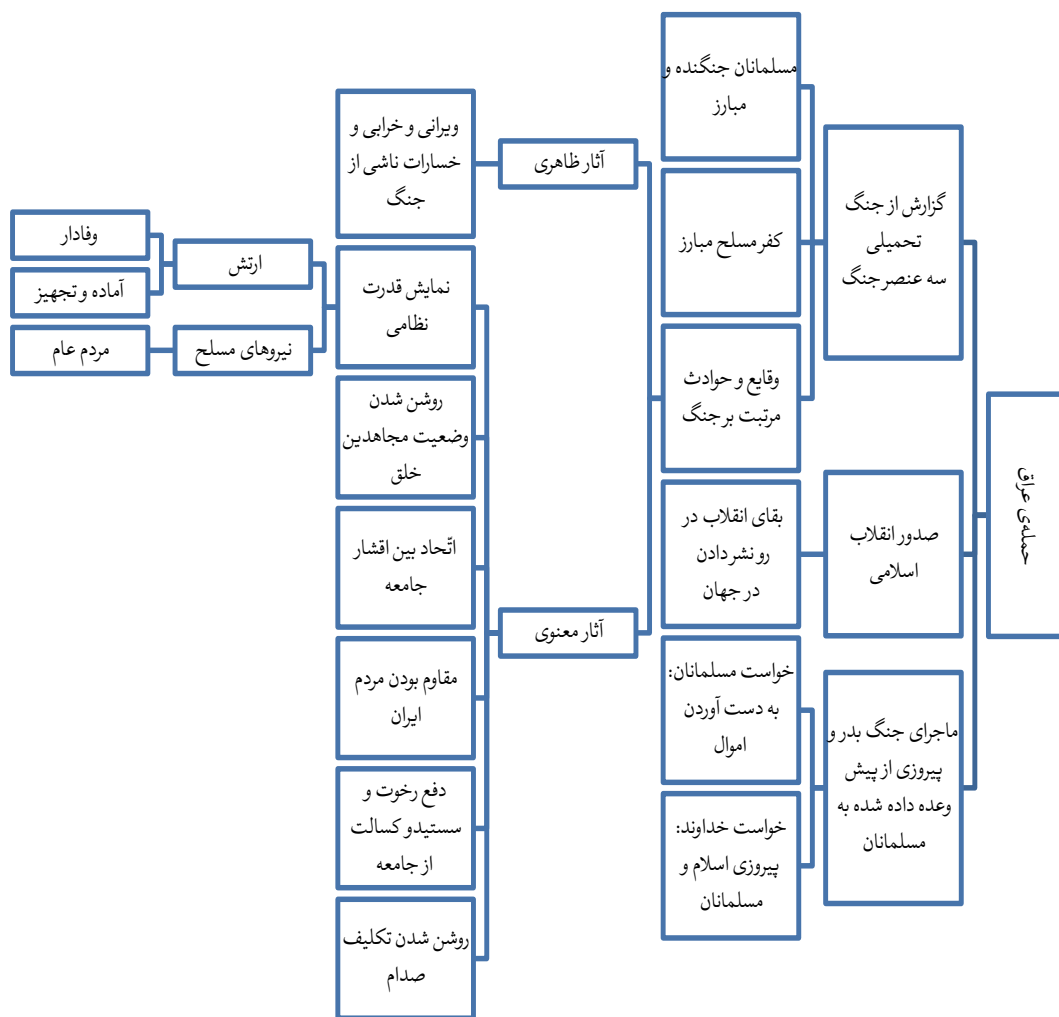 حمله‌ی عراق
گزارش از جنگ
تحمیلی
سه عنصر جنگ
مسلمانان جنگنده و
مبارز
کفر مسلح مبارز
وقایع و حوادث
مرتبت بر جنگ
آثار ظاهری
ویرانی و خرابی و
خسارات ناشی از
جنگ
آثار معنوی
نمایش قدرت
نظامی
ارتش
وفادار
آماده و تجهیز
نیروهای مسلح
مردم عام
روشن شدن
وضعیت مجاهدین
خلق
اتّحاد بین اقشار
جامعه
مقاوم بودن مردم
ایران
دفع رخوت و
سستیدو کسالت
از جامعه
روشن شدن تکلیف
صدام
صدور انقلاب
اسلامی
بقای انقلاب در
رو نشر دادن
در جهان
ماجرای جنگ بدر و
پیروزی از پیش
وعده داده شده به
مسلمانان
خواست مسلمانان:
به دست آوردن
اموال
خواست خداوند:
پیروزی اسلام و
مسلمانان